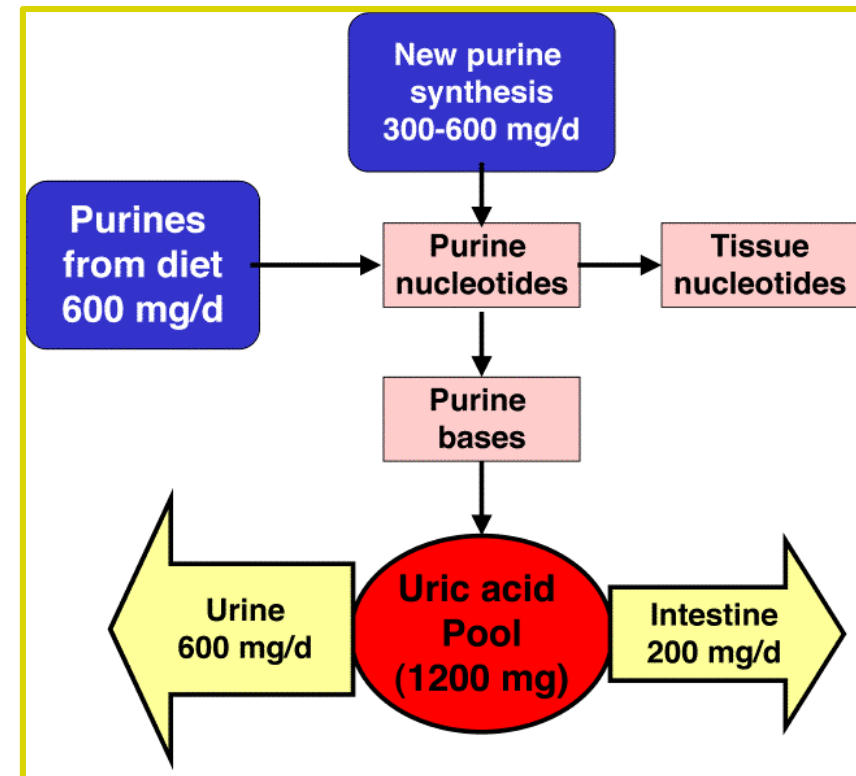 New purine
synthesis
300-600 mg/d
Purines
from diet
600 mg/d
Purine
nucleotides
Tissue
nucleotides
Purine
bases
Urine
600 mg/d
Uric acid
Pool
(1200 mg)
Intestine
200 mg/d